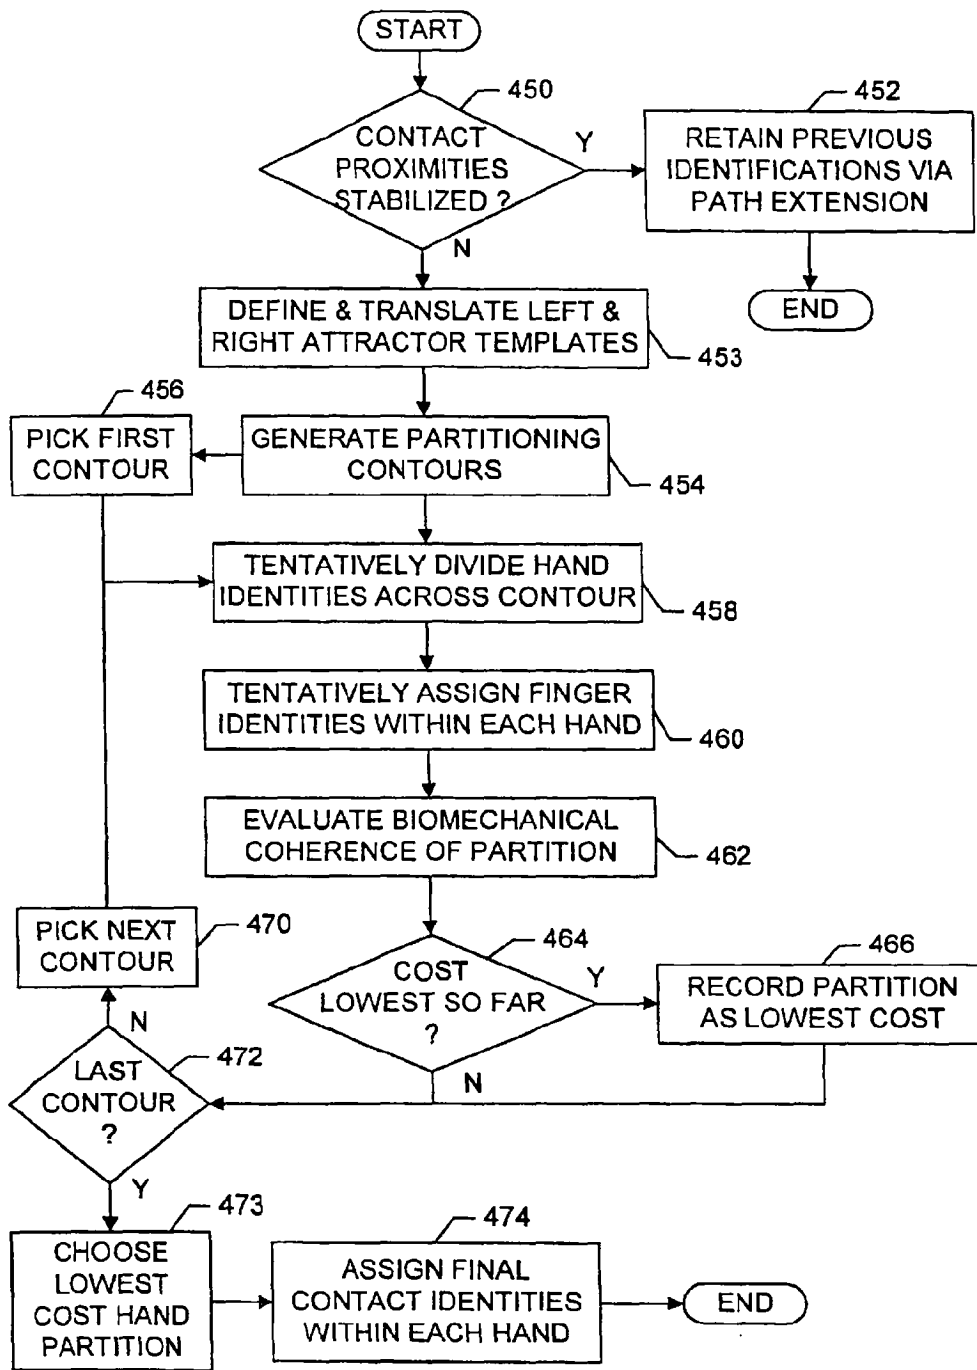 START
450
CONTACT
PROXIMITIES
STABILIZED ?
Y
N
452
RETAIN PREVIOUS
IDENTIFICATIONS VIA
PATH EXTENSION
END
DEFINE & TRANSLATE LEFT &
RIGHT ATTRACTOR TEMPLATES
453
456
PICK FIRST
CONTOUR
GENERATE PARTITIONING
CONTOURS
454
TENTATIVELY DIVIDE HAND
IDENTITIES ACROSS CONTOUR
458
TENTATIVELY ASSIGN FINGER
IDENTITIES WITHIN EACH HAND
460
EVALUATE BIOMECHANICAL
COHERENCE OF PARTITION
462
PICK NEXT
CONTOUR
470
464
COST
LOWEST SO FAR
?
Y
N
466
RECORD PARTITION
AS LOWEST COST
N
472
LAST
CONTOUR
?
Y
473
CHOOSE
LOWEST
COST HAND
PARTITION
474
ASSIGN FINAL
CONTACT IDENTITIES
WITHIN EACH HAND
END